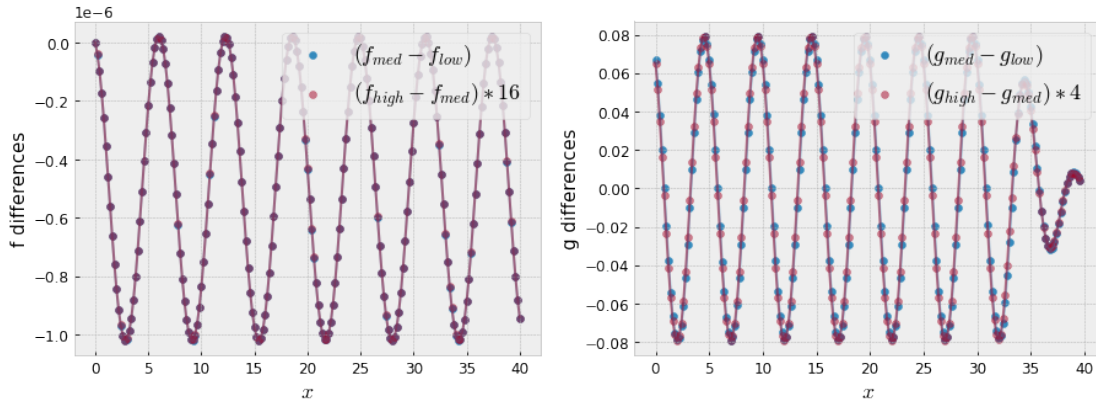 1e−6
0.0
−0.2
−0.4
−0.6
−0.8
−1.0
f differences
0 5 10 15 20 25 30 35 40
x
(f_med − f_low)
(f_high − f_med) * 16
0.08
0.06
0.04
0.02
0.00
−0.02
−0.04
−0.06
−0.08
g differences
0 5 10 15 20 25 30 35 40
x
(g_med − g_low)
(g_high − g_med) * 4